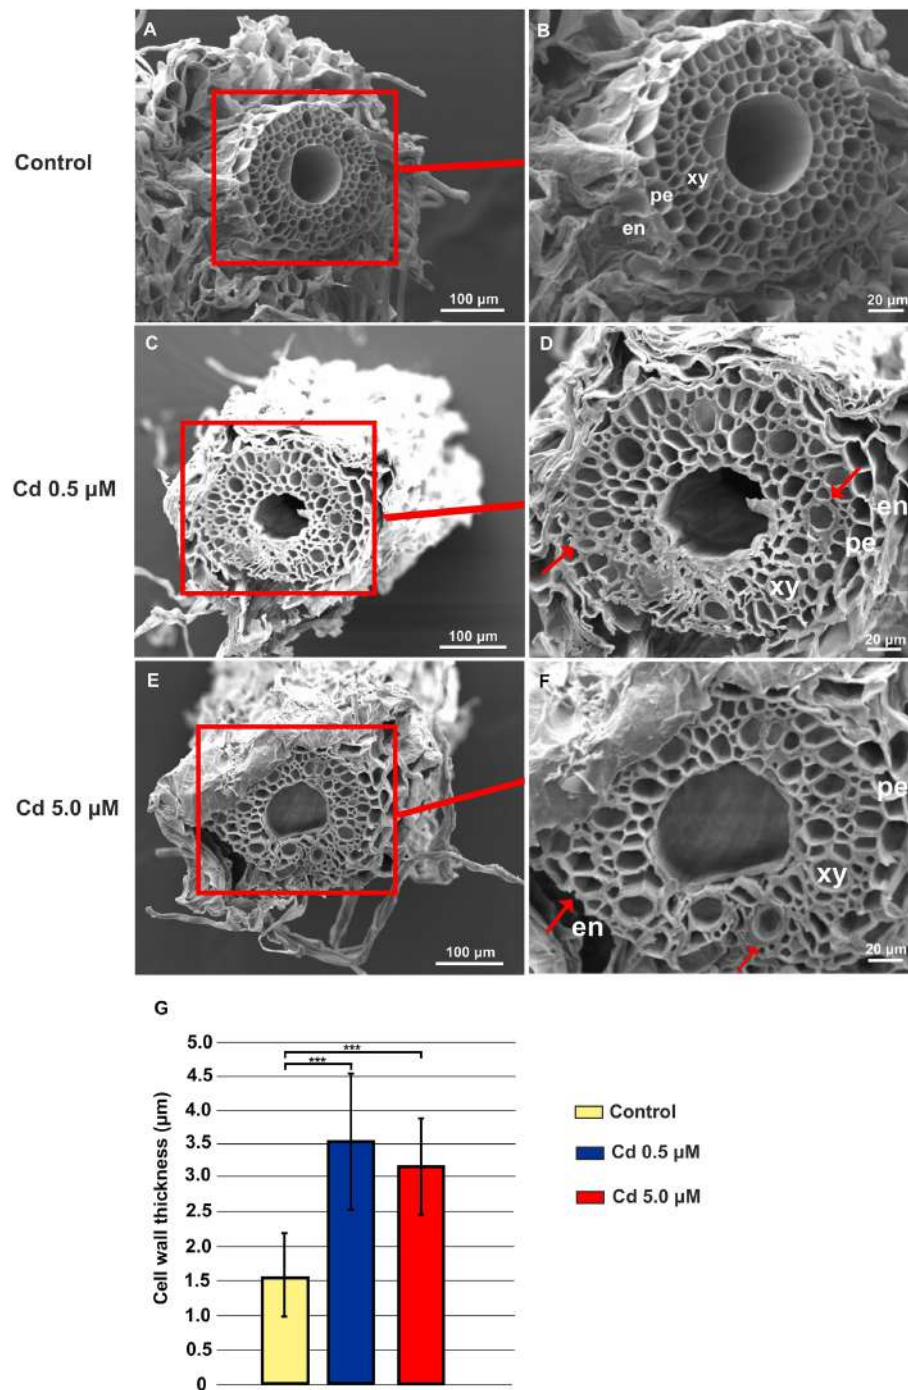 A
B
Control
xy
pe
en
100 µm
20 µm
C
D
Cd 0.5 µM
en
pe
xy
100 µm
20 µm
E
F
Cd 5.0 µM
pe
xy
en
100 µm
20 µm
G
5.0
4.5
4.0
3.5
3.0
2.5
2.0
1.5
1.0
0.5
0
Cell wall thickness (µm)
***
***
Control
Cd 0.5 µM
Cd 5.0 µM